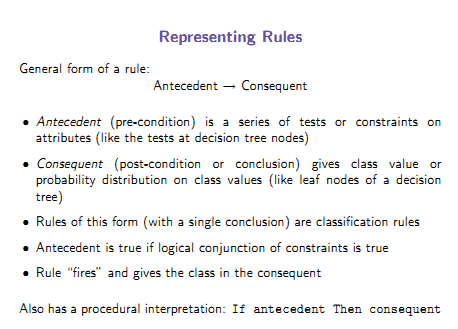 Representing Rules
General form of a rule:
Antecedent → Consequent
• Antecedent (pre-condition) is a series of tests or constraints on
attributes (like the tests at decision tree nodes)
• Consequent (post-condition or conclusion) gives class value or
probability distribution on class values (like leaf nodes of a decision
tree)
• Rules of this form (with a single conclusion) are classification rules
• Antecedent is true if logical conjunction of constraints is true
• Rule “fires” and gives the class in the consequent
Also has a procedural interpretation: If antecedent Then consequent